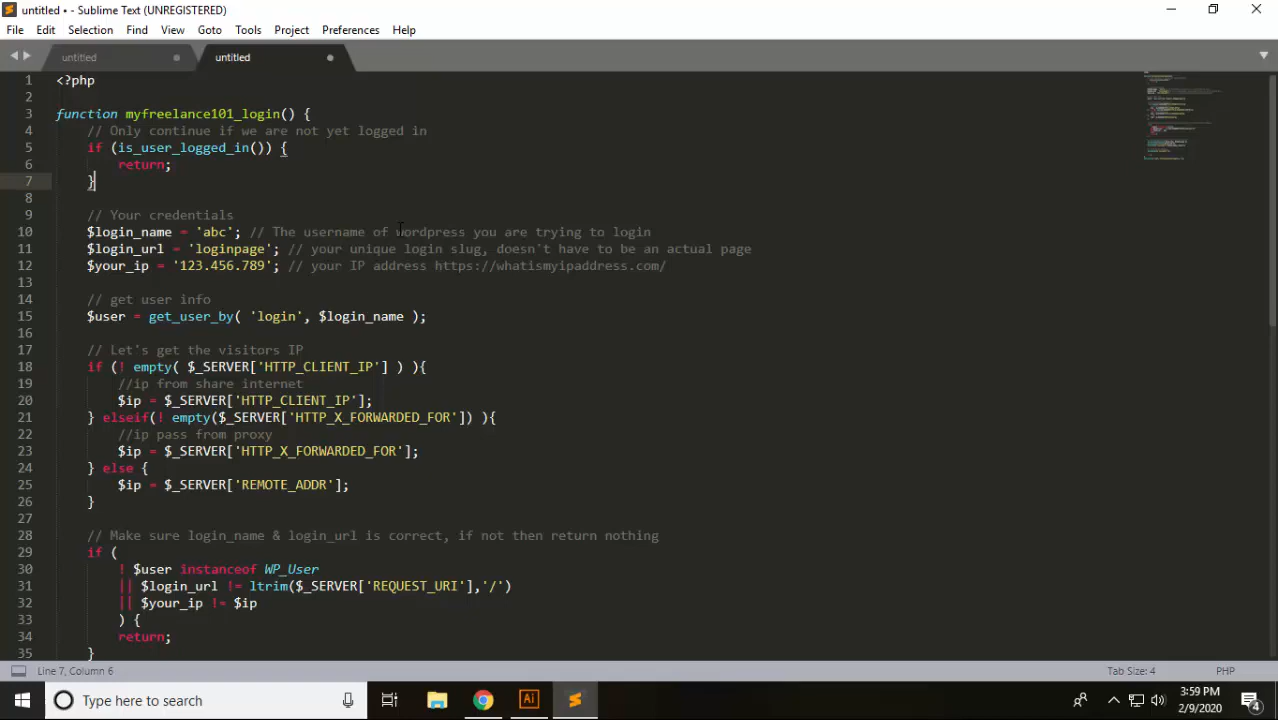 untitled • - Sublime Text (UNREGISTERED)
File Edit Selection Find View Goto Tools Project Preferences Help
untitled untitled
1 <?php
2
3 function myfreelance101_login() {
4 // Only continue if we are not yet logged in
5 if (is_user_logged_in()) {
6 return;
7 }
8
9 // Your credentials
10 $login_name = 'abc'; // The username of wordpress you are trying to login
11 $login_url = 'loginpage'; // your unique login slug, doesn't have to be an actual page
12 $your_ip = '123.456.789'; // your IP address https://whatismyipaddress.com/
13
14 // get user info
15 $user = get_user_by( 'login', $login_name );
16
17 // Let's get the visitors IP
18 if (! empty( $_SERVER['HTTP_CLIENT_IP'] ) ){
19 //ip from share internet
20 $ip = $_SERVER['HTTP_CLIENT_IP'];
21 } elseif(! empty($_SERVER['HTTP_X_FORWARDED_FOR']) ){
22 //ip pass from proxy
23 $ip = $_SERVER['HTTP_X_FORWARDED_FOR'];
24 } else {
25 $ip = $_SERVER['REMOTE_ADDR'];
26 }
27
28 // Make sure login_name & login_url is correct, if not then return nothing
29 if (
30 ! $user instanceof WP_User
31 || $login_url != ltrim($_SERVER['REQUEST_URI'],'/')
32 || $your_ip != $ip
33 ) {
34 return;
35 }
Line 7, Column 6 Tab Size: 4 PHP
Type here to search
Ai
3:59 PM
2/9/2020
4